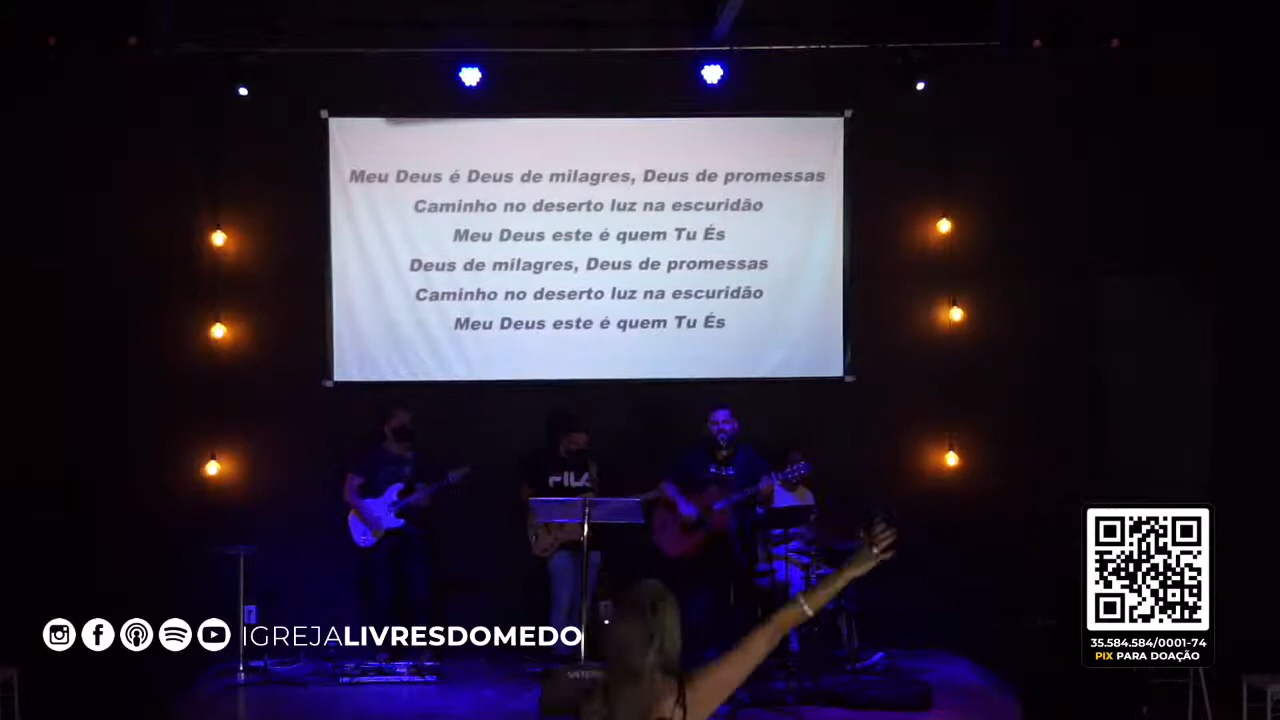 Meu Deus é Deus de milagres, Deus de promessas
Caminho no deserto luz na escuridão
Meu Deus este é quem Tu És
Deus de milagres, Deus de promessas
Caminho no deserto luz na escuridão
Meu Deus este é quem Tu És
FILA
IGREJALIVRESDOMEDO
35.584.584/0001-74
PIX PARA DOAÇÃO